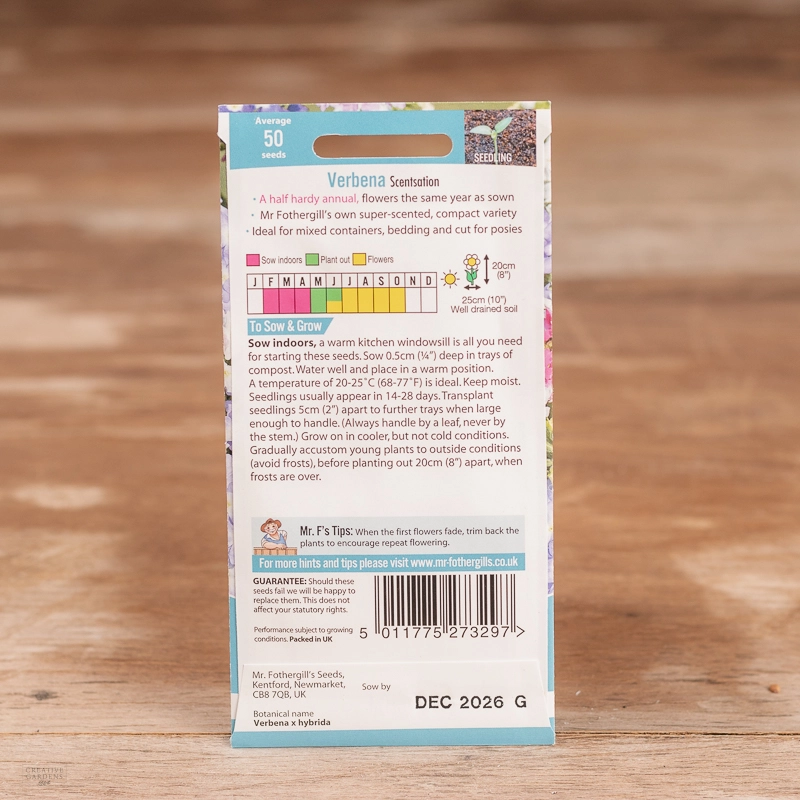 Average
50
seeds
SEEDLING
Verbena Scentsation
• A half hardy annual, flowers the same year as sown
• Mr Fothergill's own super-scented, compact variety
• Ideal for mixed containers, bedding and cut for posies
Sow indoors Plant out Flowers
J F M A M J J A S O N D
20cm
(8")
25cm (10")
Well drained soil
To Sow & Grow
Sow indoors, a warm kitchen windowsill is all you need
for starting these seeds. Sow 0.5cm (¼") deep in trays of
compost. Water well and place in a warm position.
A temperature of 20-25˚C (68-77˚F) is ideal. Keep moist.
Seedlings usually appear in 14-28 days. Transplant
seedlings 5cm (2") apart to further trays when large
enough to handle. (Always handle by a leaf, never by
the stem.) Grow on in cooler, but not cold conditions.
Gradually accustom young plants to outside conditions
(avoid frosts), before planting out 20cm (8") apart, when
frosts are over.
Mr. F's Tips: When the first flowers fade, trim back the
plants to encourage repeat flowering.
For more hints and tips please visit www.mr-fothergills.co.uk
GUARANTEE: Should these
seeds fail we will be happy to
replace them. This does not
affect your statutory rights.
Performance subject to growing
conditions. Packed in UK
5 011775 273297 >
Mr. Fothergill's Seeds,
Kentford, Newmarket,
CB8 7QB, UK
Sow by
DEC 2026 G
Botanical name
Verbena x hybrida
CREATIVE
GARDENS